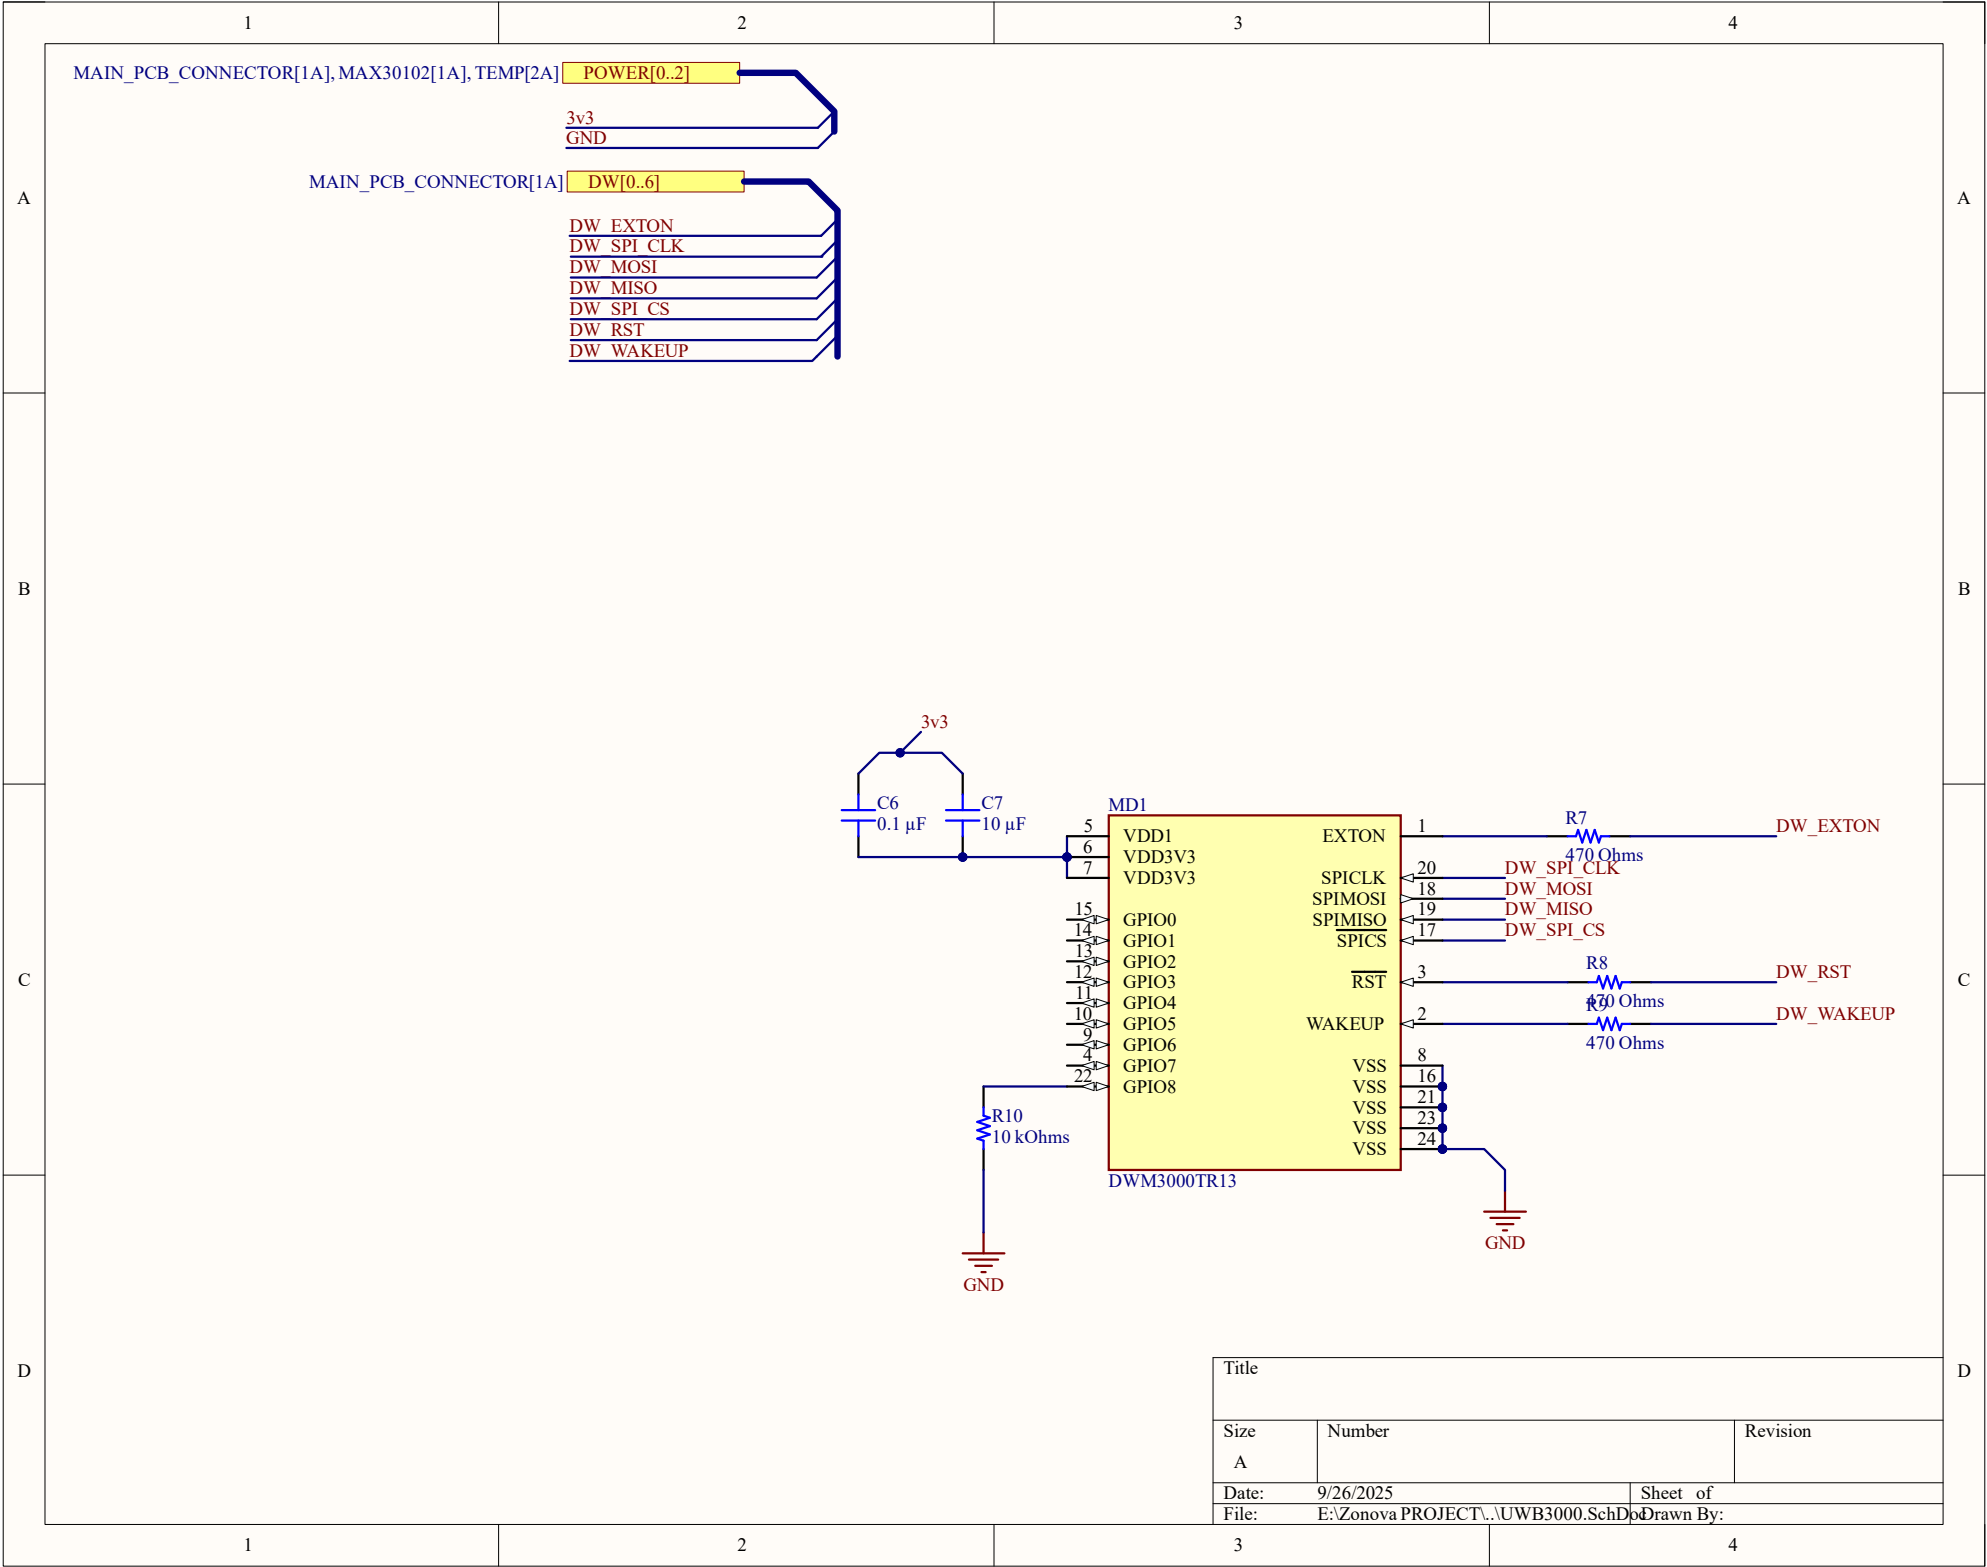 1 2 3 4
MAIN_PCB_CONNECTOR[1A], MAX30102[1A], TEMP[2A] POWER[0..2]
3v3
GND
MAIN_PCB_CONNECTOR[1A] DW[0..6]
A A
DW_EXTON
DW_SPI_CLK
DW_MOSI
DW_MISO
DW_SPI_CS
DW_RST
DW_WAKEUP
B B
3v3
C6
0.1 µF
C7
10 µF
MD1
5 VDD1
6 VDD3V3
7 VDD3V3
15 GPIO0
14 GPIO1
13 GPIO2
12 GPIO3
11 GPIO4
10 GPIO5
9 GPIO6
4 GPIO7
22 GPIO8
EXTON 1
SPICLK 20
SPIMOSI 18
SPIMISO 19
SPICS 17
RST 3
WAKEUP 2
VSS 8
VSS 16
VSS 21
VSS 23
VSS 24
DWM3000TR13
R7
470 Ohms
DW_EXTON
DW_SPI_CLK
DW_MOSI
DW_MISO
DW_SPI_CS
R8
470 Ohms
DW_RST
R9
470 Ohms
DW_WAKEUP
C C
R10
10 kOhms
GND
GND
D D
Title
Size Number Revision
A
Date: 9/26/2025 Sheet of
File: E:\Zonova PROJECT\..\UWB3000.SchDoc Drawn By:
1 2 3 4